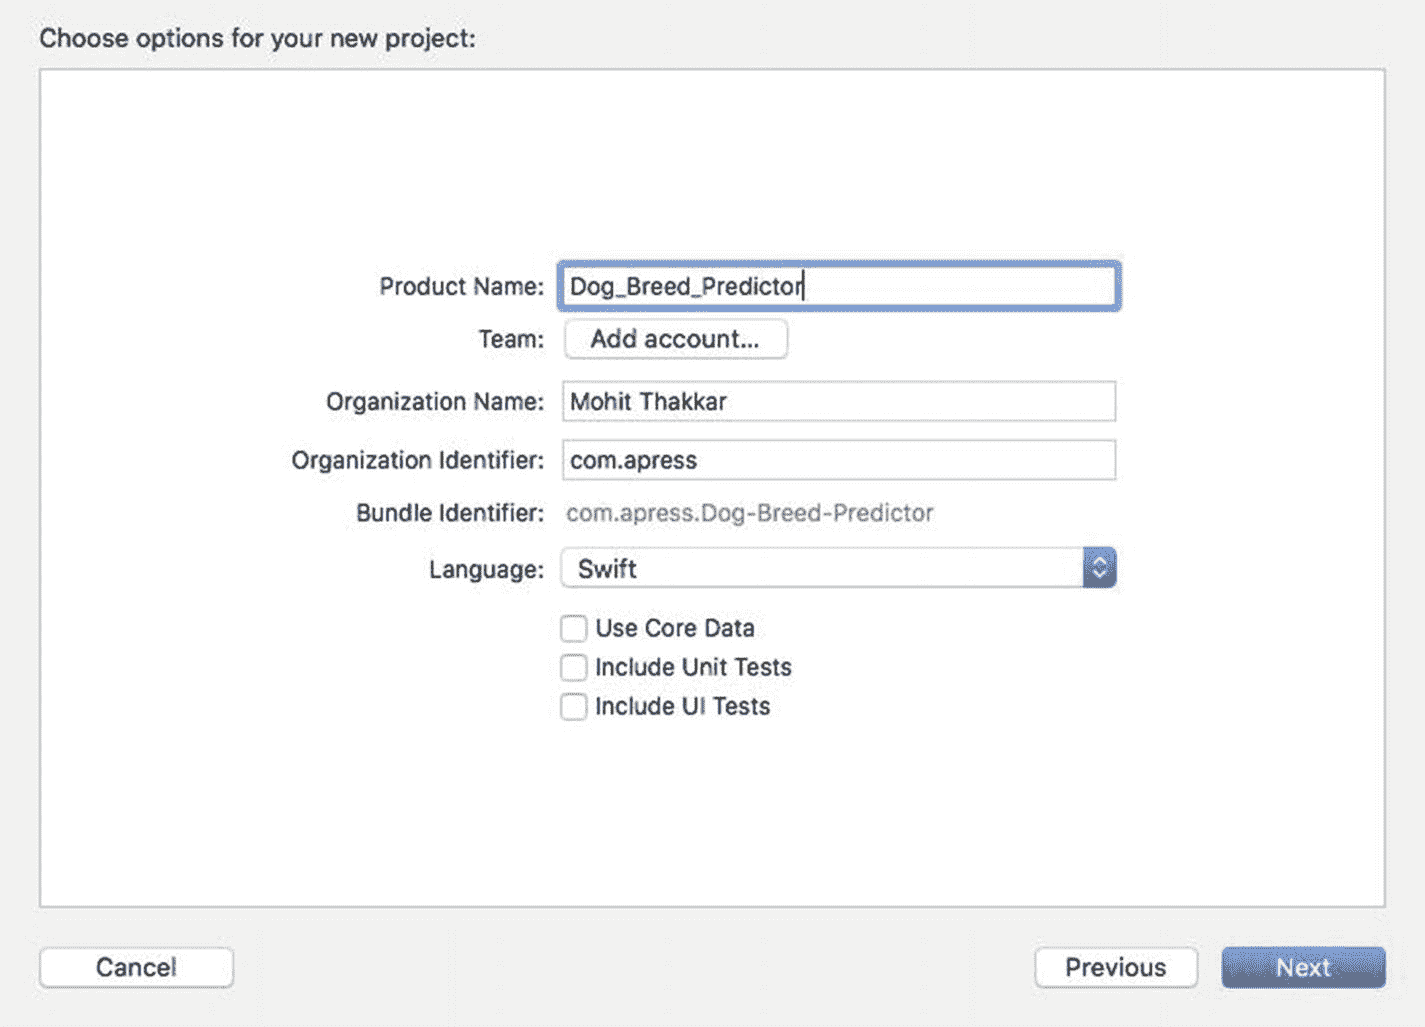 Choose options for your new project:
Product Name: Dog_Breed_Predictor
Team: Add account...
Organization Name: Mohit Thakkar
Organization Identifier: com.apress
Bundle Identifier: com.apress.Dog-Breed-Predictor
Language: Swift
Use Core Data
Include Unit Tests
Include UI Tests
Cancel Previous Next